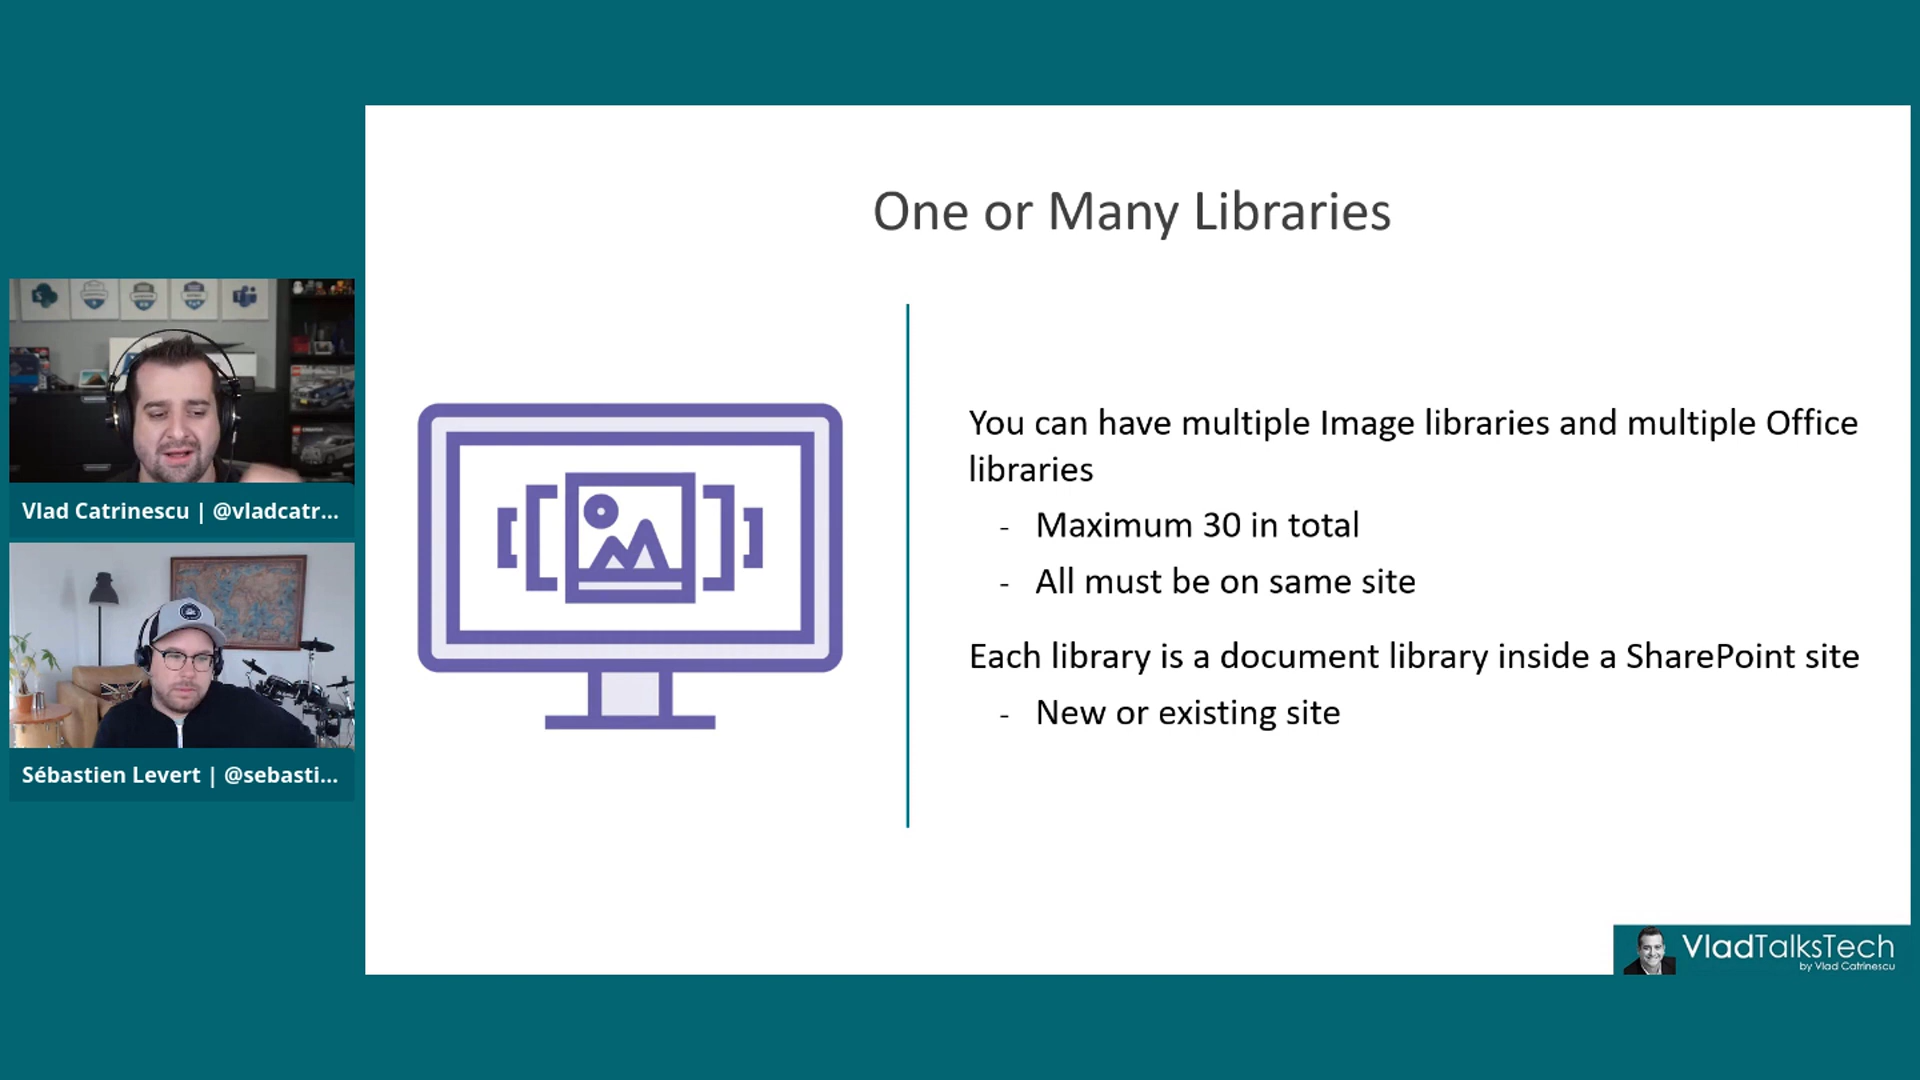 One or Many Libraries
You can have multiple Image libraries and multiple Office
libraries
- Maximum 30 in total
- All must be on same site
Each library is a document library inside a SharePoint site
- New or existing site
Vlad Catrinescu | @vladcatr...
Sébastien Levert | @sebasti...
VladTalksTech
by Vlad Catrinescu